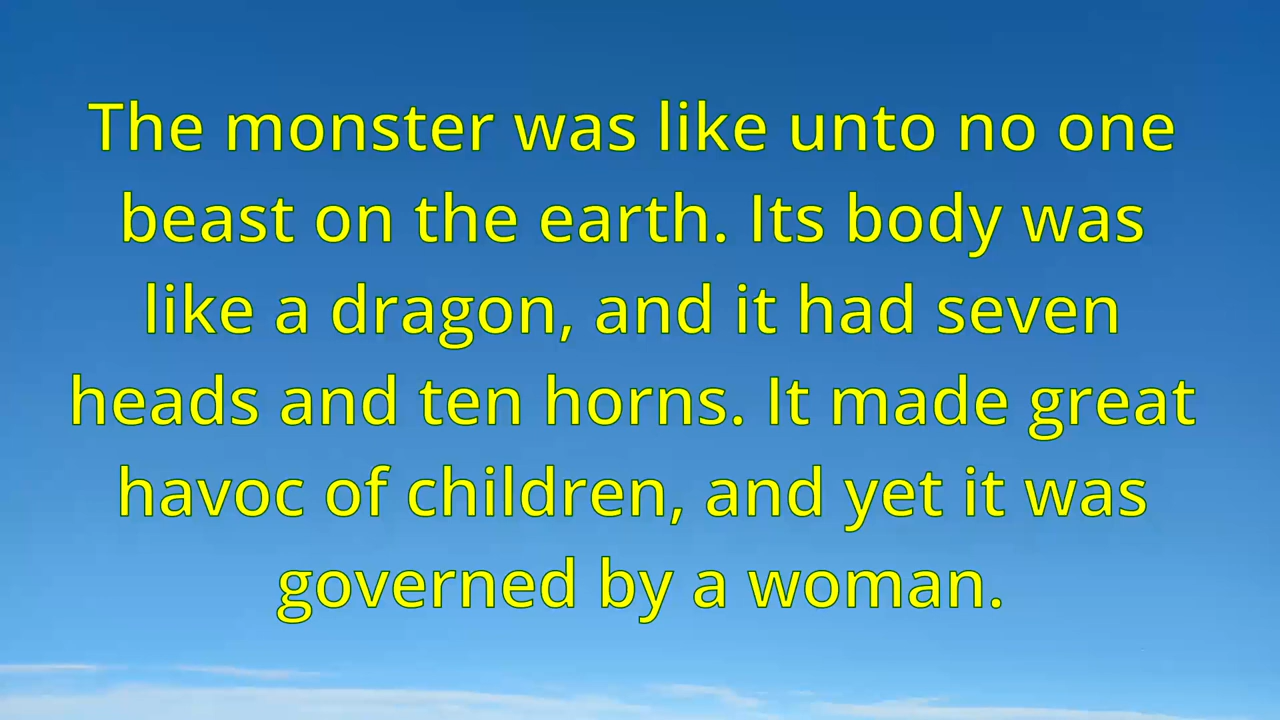 The monster was like unto no one
beast on the earth. Its body was
like a dragon, and it had seven
heads and ten horns. It made great
havoc of children, and yet it was
governed by a woman.